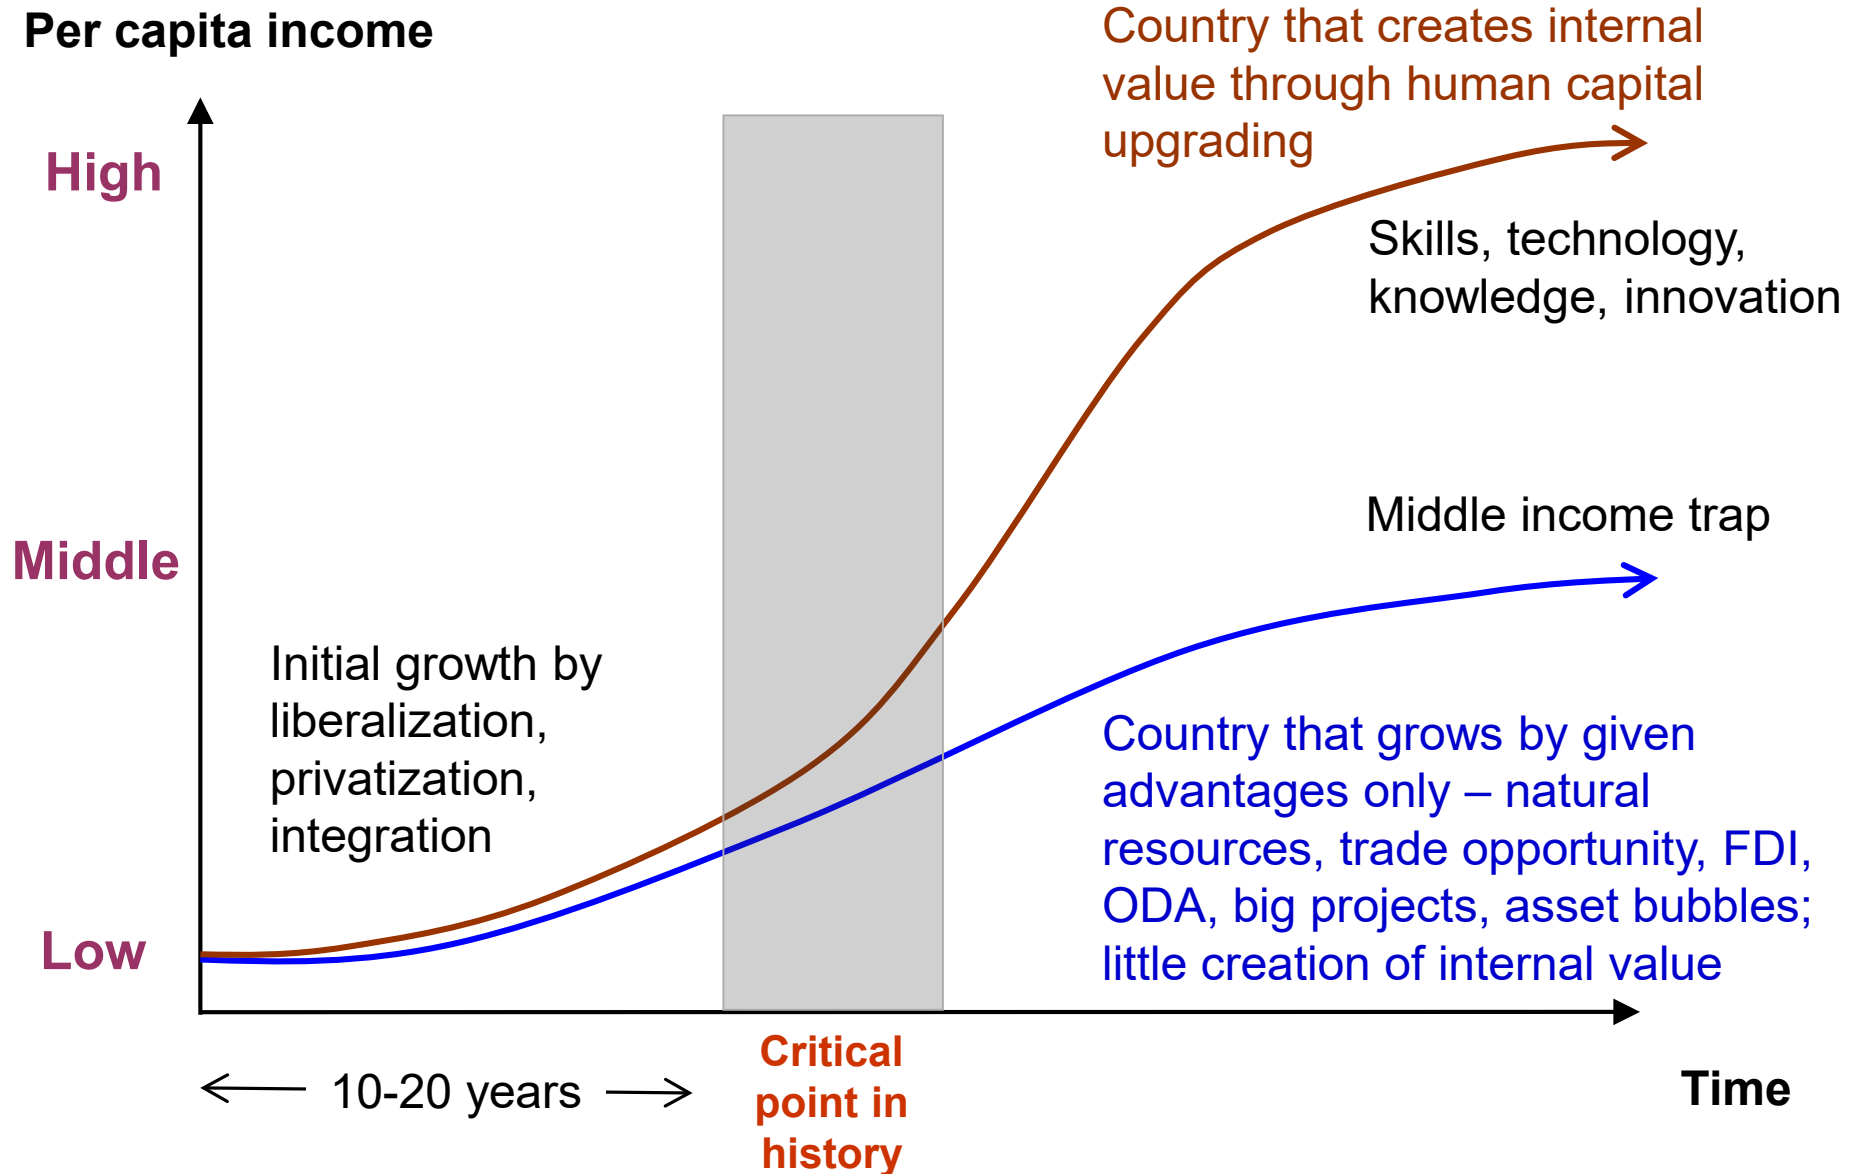 Per capita income
Country that creates internal
value through human capital
upgrading
High
Skills, technology,
knowledge, innovation
Middle income trap
Middle
Initial growth by
liberalization,
privatization,
integration
Country that grows by given
advantages only – natural
resources, trade opportunity, FDI,
ODA, big projects, asset bubbles;
little creation of internal value
Low
10-20 years
Critical
point in
history
Time